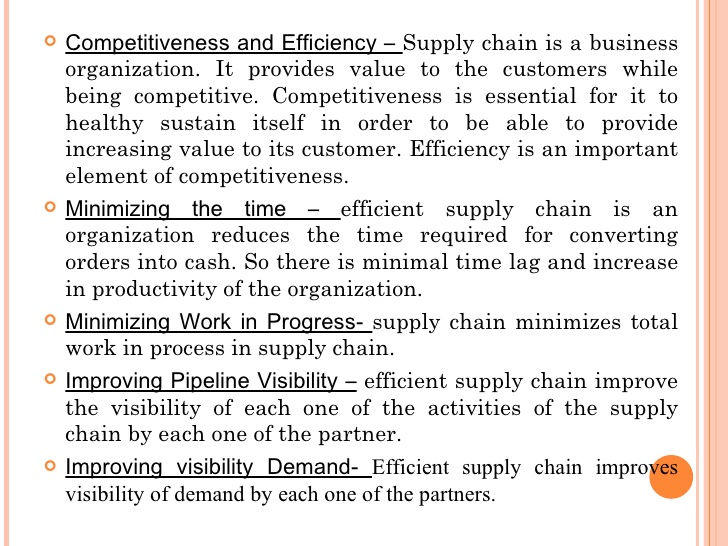 Competitiveness and Efficiency – Supply chain is a business
organization. It provides value to the customers while
being competitive. Competitiveness is essential for it to
healthy sustain itself in order to be able to provide
increasing value to its customer. Efficiency is an important
element of competitiveness.
Minimizing the time – efficient supply chain is an
organization reduces the time required for converting
orders into cash. So there is minimal time lag and increase
in productivity of the organization.
Minimizing Work in Progress- supply chain minimizes total
work in process in supply chain.
Improving Pipeline Visibility – efficient supply chain improve
the visibility of each one of the activities of the supply
chain by each one of the partner.
Improving visibility Demand- Efficient supply chain improves
visibility of demand by each one of the partners.